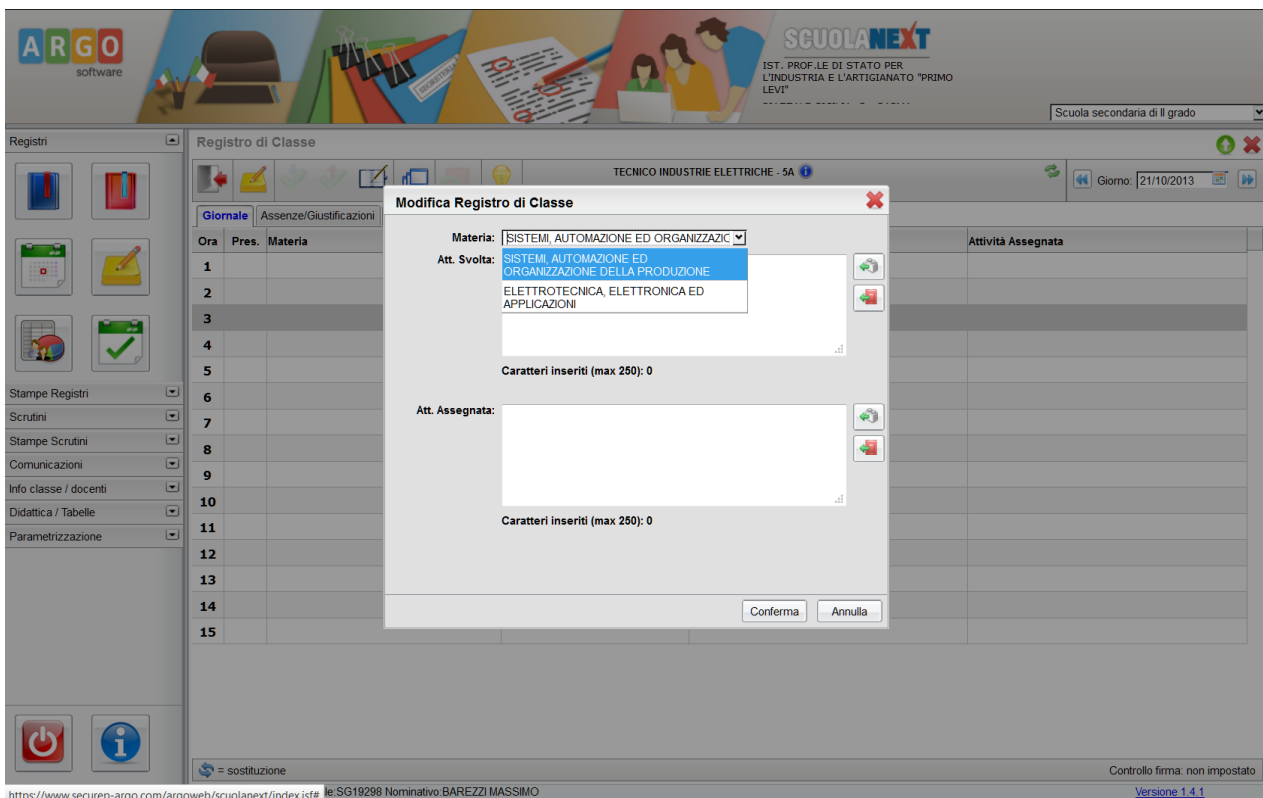 ARGO
software
SEGRETERIA
SCUOLANEXT
IST. PROF.LE DI STATO PER
L'INDUSTRIA E L'ARTIGIANATO "PRIMO
LEVI"
Scuola secondaria di II grado
Registri
Registro di Classe
TECNICO INDUSTRIE ELETTRICHE - 5A
Giorno: 21/10/2013
Giornale Assenze/Giustificazioni
Ora Pres. Materia Attività Assegnata
1
2
3
4
5
6
7
8
9
10
11
12
13
14
15
Modifica Registro di Classe
Materia: SISTEMI, AUTOMAZIONE ED ORGANIZZAZIC
Att. Svolta:
SISTEMI, AUTOMAZIONE ED
ORGANIZZAZIONE DELLA PRODUZIONE
ELETTROTECNICA, ELETTRONICA ED
APPLICAZIONI
Caratteri inseriti (max 250): 0
Att. Assegnata:
Caratteri inseriti (max 250): 0
Conferma Annulla
Stampe Registri
Scrutini
Stampe Scrutini
Comunicazioni
Info classe / docenti
Didattica / Tabelle
Parametrizzazione
= sostituzione
Controllo firma: non impostato
https://www.securep-argo.com/argoweb/scuolanext/index.jsf# le:SG19298 Nominativo:BAREZZI MASSIMO
Versione 1.4.1